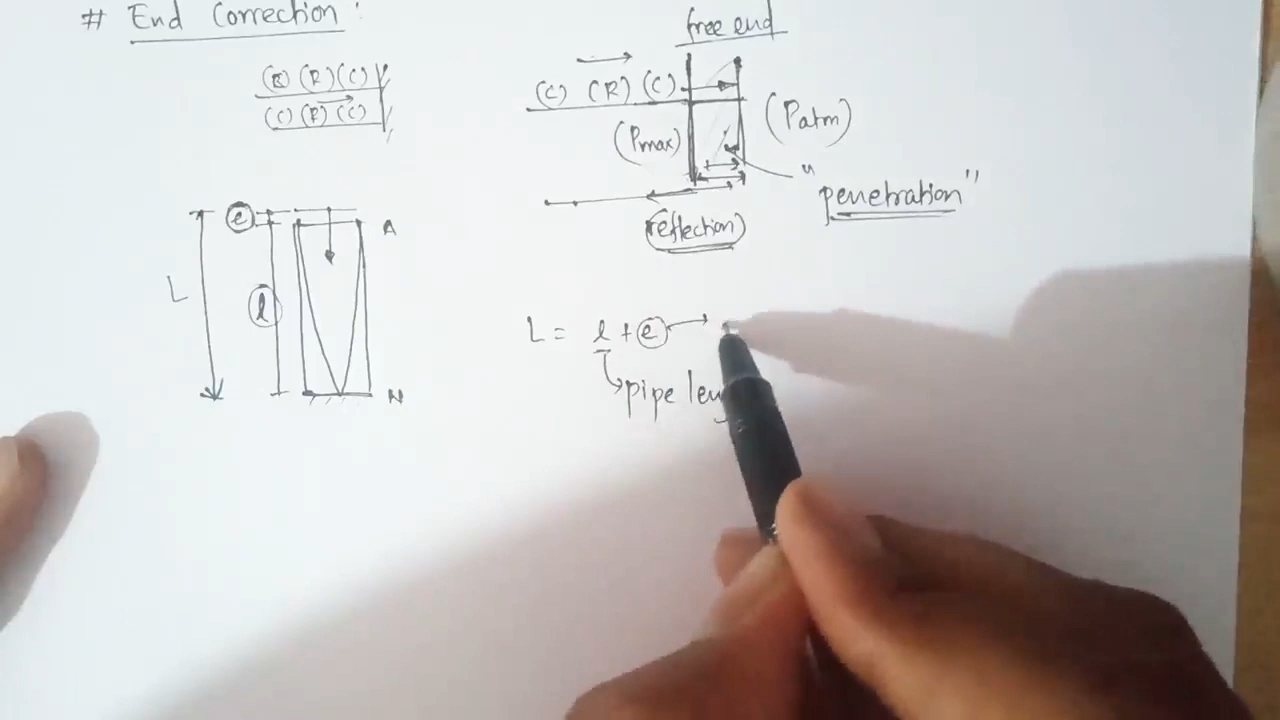 # End Correction :
(B) (R) (C)
(C) (R) (C)
free end
(C) (R) (C)
(Pmax)
(Patm)
"penetration"
(reflection)
e
A
L
l
N
L = l + e →
pipe len